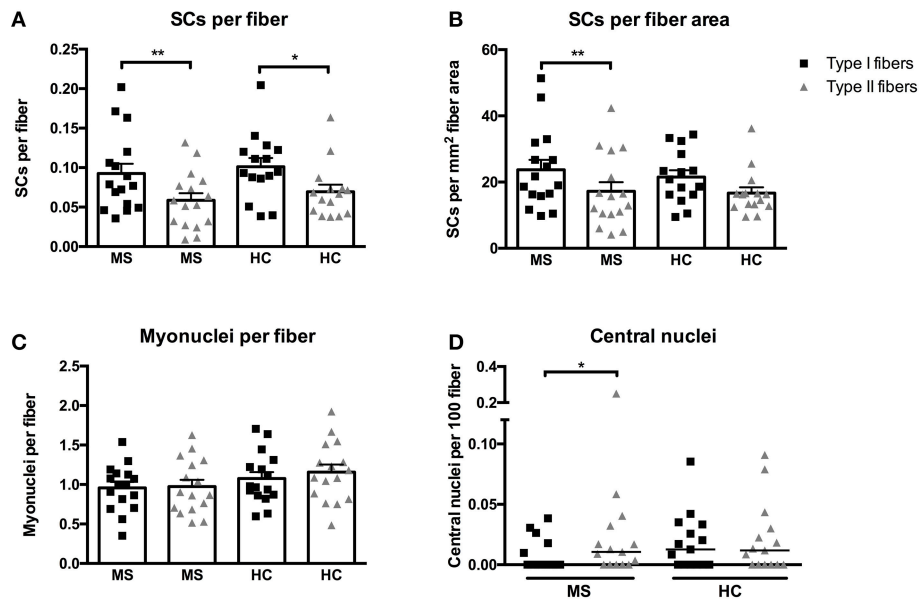 A
SCs per fiber
SCs per fiber
0.25
0.20
0.15
0.10
0.05
0.00
**
*
MS
MS
HC
HC
B
SCs per fiber area
SCs per mm² fiber area
60
40
20
0
**
MS
MS
HC
HC
Type I fibers
Type II fibers
C
Myonuclei per fiber
Myonuclei per fiber
2.5
2.0
1.5
1.0
0.5
0.0
MS
MS
HC
HC
D
Central nuclei
Central nuclei per 100 fiber
0.4
0.2
0.10
0.05
0.00
*
MS
HC